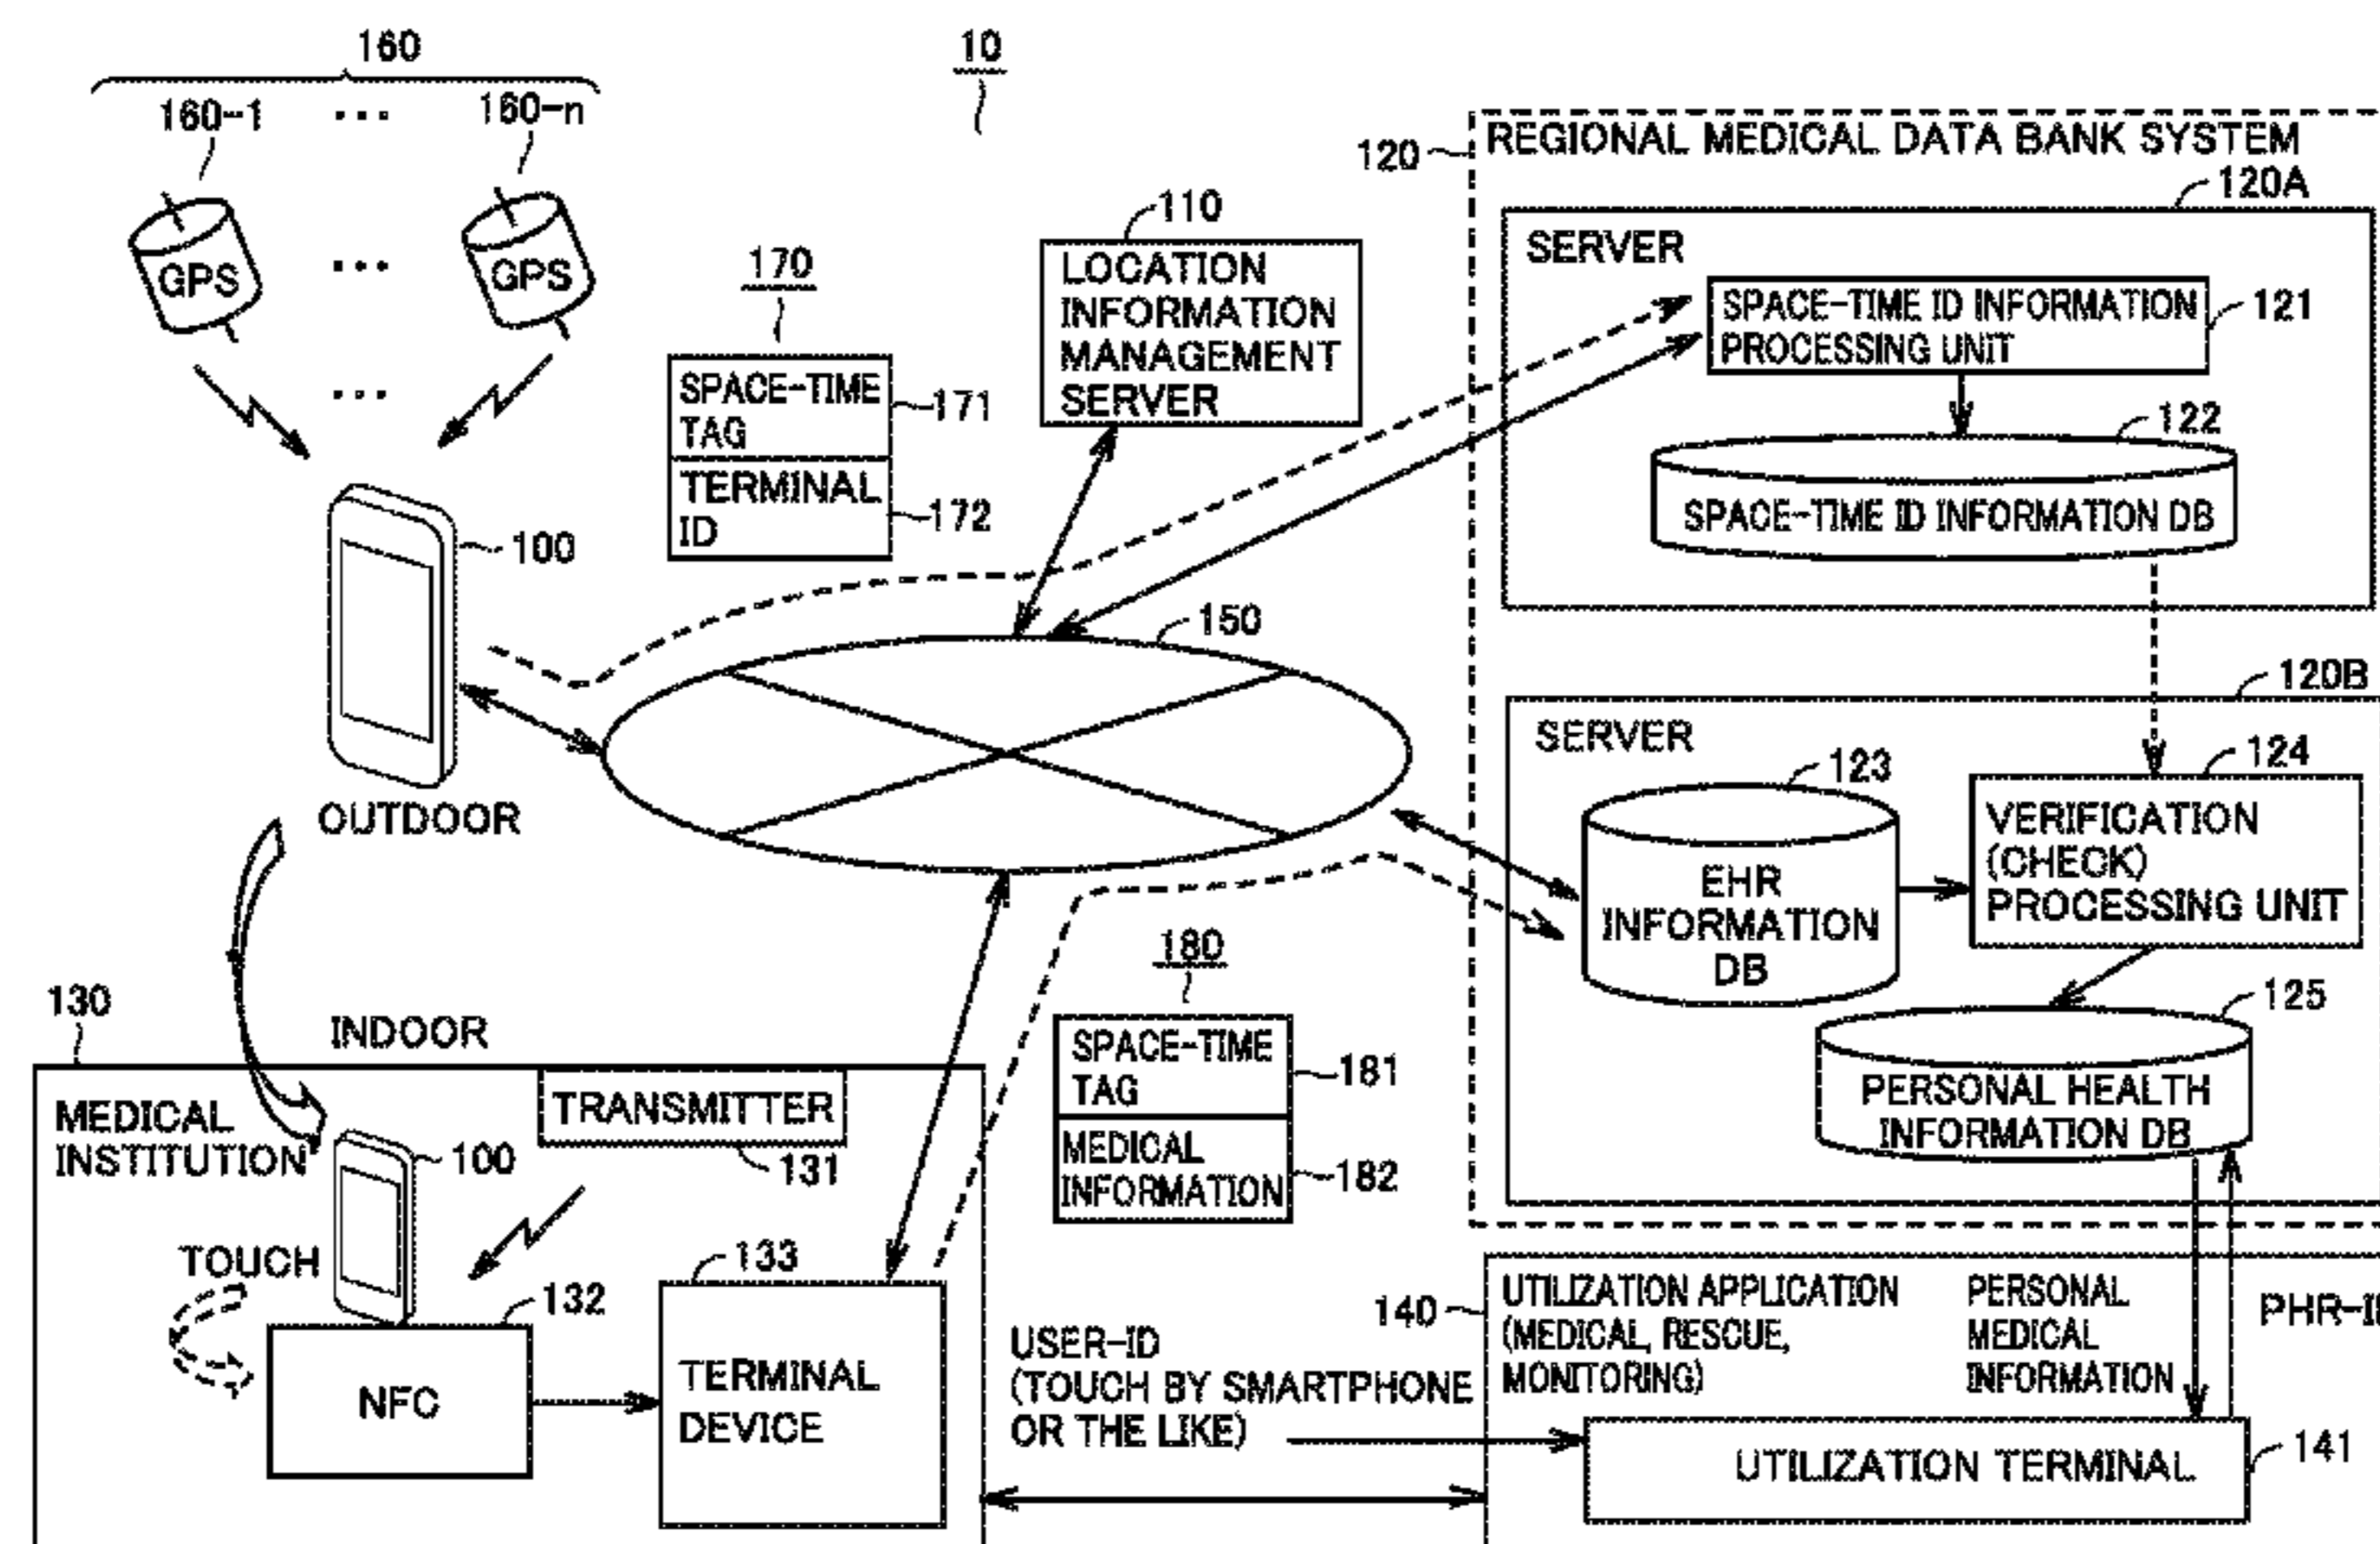 160
10
160-1
...
160-n
120
REGIONAL MEDICAL DATA BANK SYSTEM
120A
110
SERVER
GPS
...
GPS
170
LOCATION
INFORMATION
MANAGEMENT
SERVER
SPACE-TIME ID INFORMATION
PROCESSING UNIT
121
...
SPACE-TIME
TAG
171
TERMINAL
ID
172
122
SPACE-TIME ID INFORMATION DB
100
150
120B
SERVER
123
124
OUTDOOR
EHR
INFORMATION
DB
VERIFICATION
(CHECK)
PROCESSING UNIT
180
125
130
INDOOR
SPACE-TIME
TAG
181
MEDICAL
INFORMATION
182
PERSONAL HEALTH
INFORMATION DB
MEDICAL
INSTITUTION
TRANSMITTER
131
100
TOUCH
132
133
NFC
TERMINAL
DEVICE
USER-ID
(TOUCH BY SMARTPHONE
OR THE LIKE)
140
UTILIZATION APPLICATION
(MEDICAL, RESCUE,
MONITORING)
PERSONAL
MEDICAL
INFORMATION
UTILIZATION TERMINAL
141